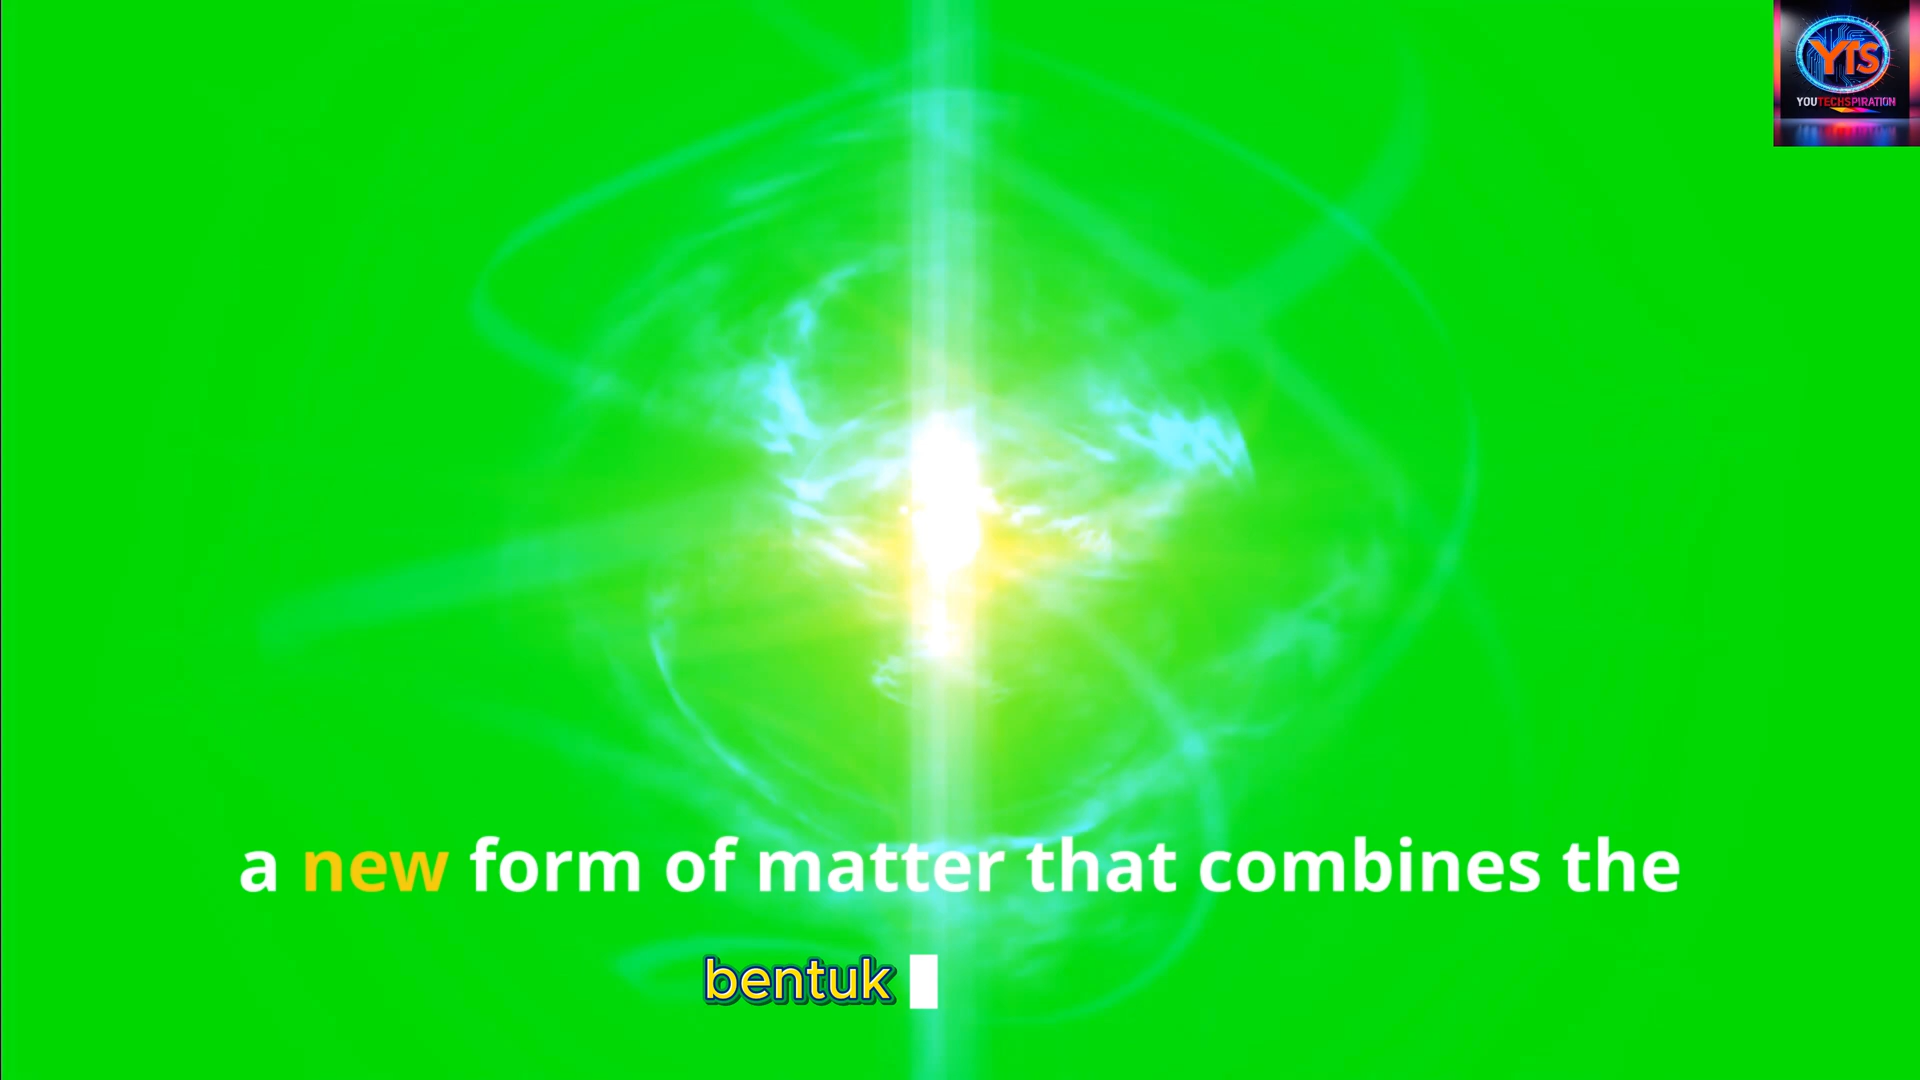 YTS
YOUTECHSPIRATION
a new form of matter that combines the
bentuk